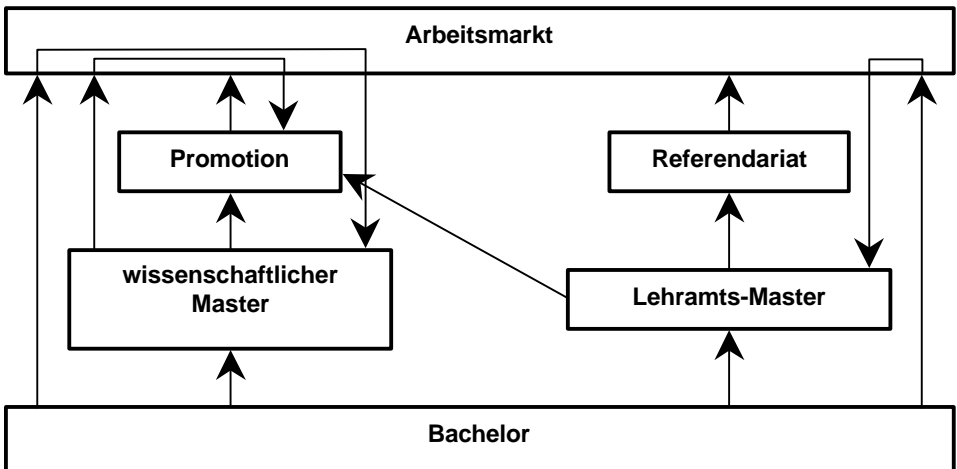 Arbeitsmarkt
Promotion
Referendariat
wissenschaftlicher
Master
Lehramts-Master
Bachelor